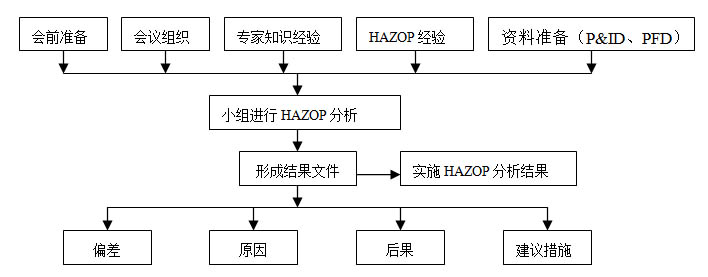 会前准备
会议组织
专家知识经验
HAZOP 经验
资料准备（P&ID、PFD）
小组进行 HAZOP 分析
形成结果文件
实施 HAZOP 分析结果
偏差
原因
后果
建议措施